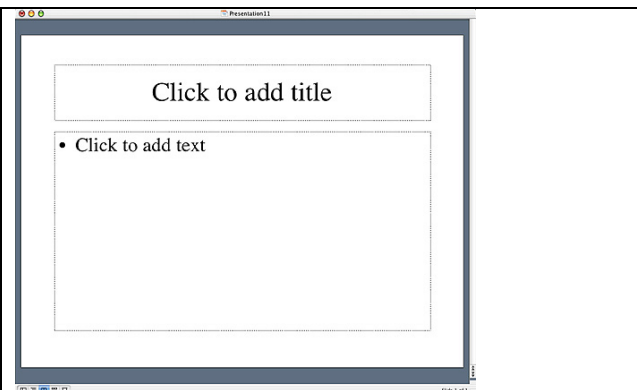 Presentation11
Click to add title
• Click to add text